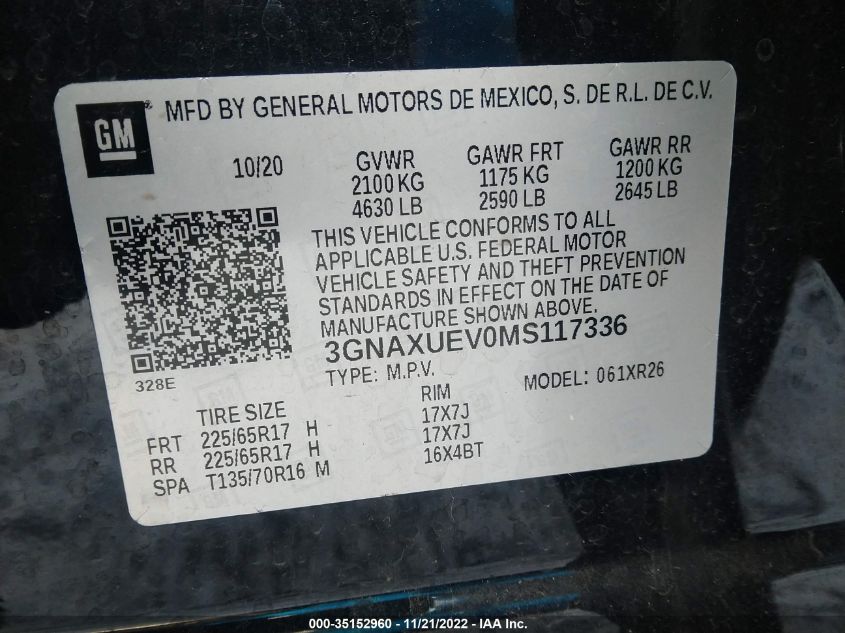 GM® MFD BY GENERAL MOTORS DE MEXICO, S. DE R.L. DE C.V.
10/20 GVWR GAWR FRT GAWR RR
2100 KG 1175 KG 1200 KG
4630 LB 2590 LB 2645 LB
THIS VEHICLE CONFORMS TO ALL
APPLICABLE U.S. FEDERAL MOTOR
VEHICLE SAFETY AND THEFT PREVENTION
STANDARDS IN EFFECT ON THE DATE OF
MANUFACTURE SHOWN ABOVE.
3GNAXUEV0MS117336
328E TYPE: M.P.V. MODEL: 061XR26
TIRE SIZE RIM
FRT 225/65R17 H 17X7J
RR 225/65R17 H 17X7J
SPA T135/70R16 M 16X4BT
000-35152960 - 11/21/2022 - IAA Inc.